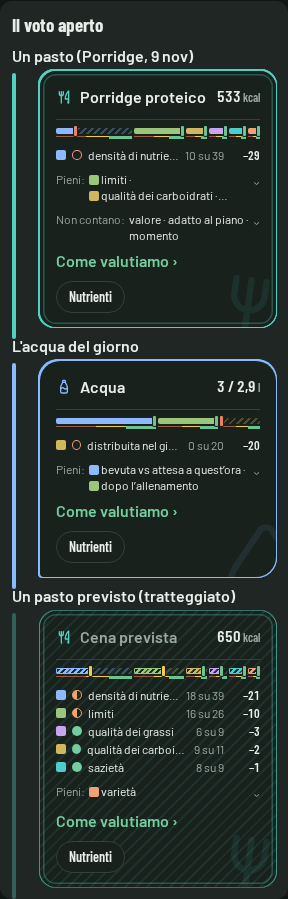 Il voto aperto
Un pasto (Porridge, 9 nov)
Porridge proteico 533 kcal
densità di nutrie... 10 su 39 −29
Pieni: limiti ·
qualità dei carboidrati ·...
Non contano: valore · adatto al piano ·
momento
Come valutiamo ›
Nutrienti
L'acqua del giorno
Acqua 3 / 2,9 l
distribuita nel gi... 0 su 20 −20
Pieni: bevuta vs attesa a quest'ora ·
dopo l'allenamento
Come valutiamo ›
Nutrienti
Un pasto previsto (tratteggiato)
Cena prevista 650 kcal
densità di nutrie... 18 su 39 −21
limiti 16 su 26 −10
qualità dei grassi 6 su 9 −3
qualità dei carboi... 9 su 11 −2
sazietà 8 su 9 −1
Pieni: varietà
Come valutiamo ›
Nutrienti